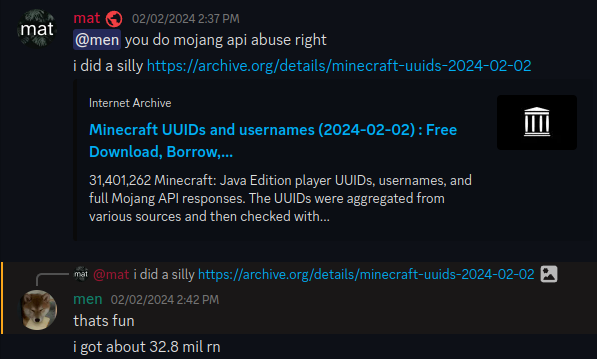 mat
mat 02/02/2024 2:37 PM
@men you do mojang api abuse right
i did a silly https://archive.org/details/minecraft-uuids-2024-02-02
Internet Archive
Minecraft UUIDs and usernames (2024-02-02) : Free
Download, Borrow,...
31,401,262 Minecraft: Java Edition player UUIDs, usernames, and
full Mojang API responses. The UUIDs were aggregated from
various sources and then checked with...
mat @mat i did a silly https://archive.org/details/minecraft-uuids-2024-02-02
men 02/02/2024 2:42 PM
thats fun
i got about 32.8 mil rn